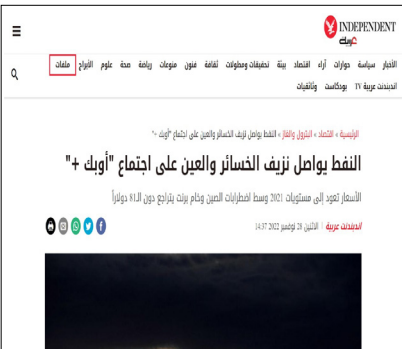 INDEPENDENT
عربية
الأخبار سياسة حوارات آراء اقتصاد بيئة تحقيقات ومطولات ثقافة فنون منوعات رياضة صحة علوم الأبراج ملفات
اندبندنت عربية TV بودكاست وثائقيات
الرئيسية » اقتصاد » البترول والغاز » النفط يواصل نزيف الخسائر والعين على اجتماع "أوبك +"
النفط يواصل نزيف الخسائر والعين على اجتماع "أوبك +"
الأسعار تعود إلى مستويات 2021 وسط اضطرابات الصين وخام برنت يتراجع دون الـ81 دولاراً
اندبندنت عربية | الاثنين 28 نوفمبر 2022 14:37